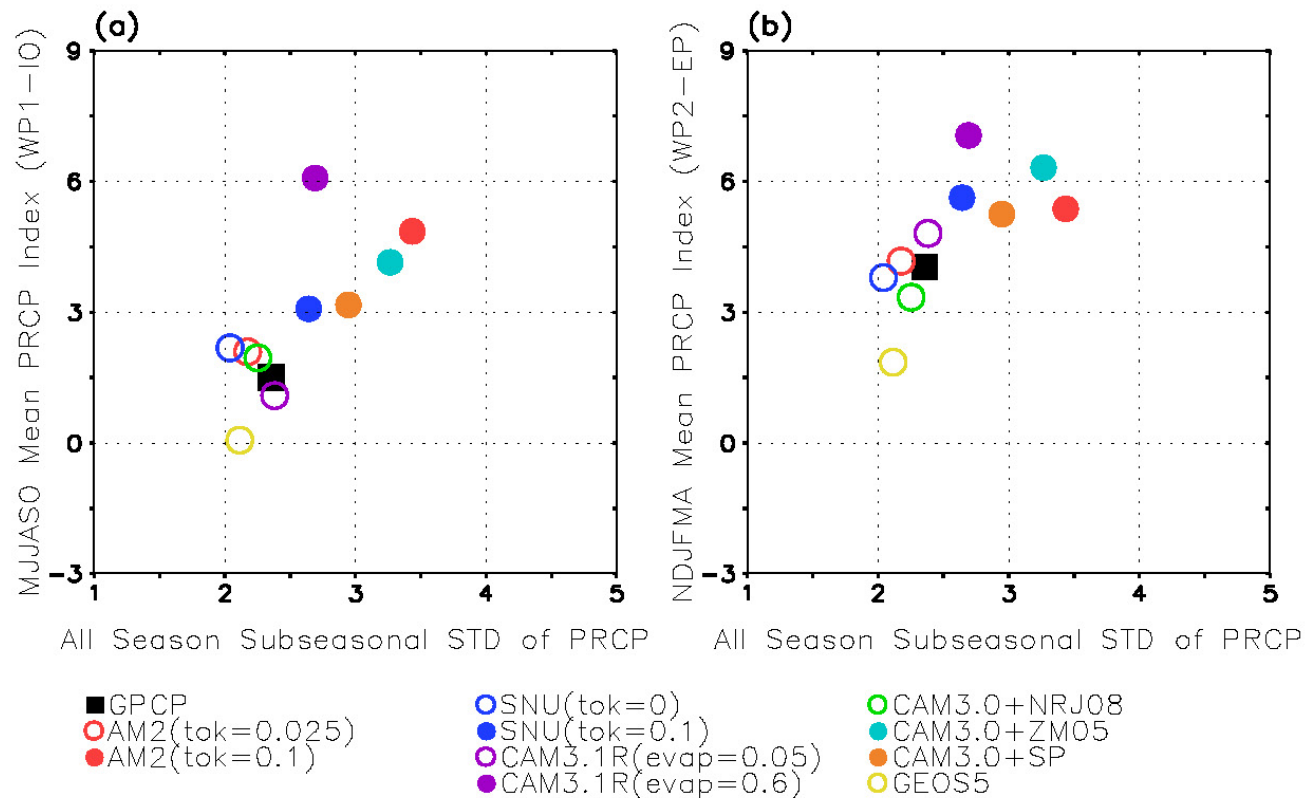 (a)
MJJASO Mean PRCP Index (WP1-IO)
9
6
3
0
-3
1 2 3 4 5
All Season Subseasonal STD of PRCP
(b)
NDJFMA Mean PRCP Index (WP2-EP)
9
6
3
0
-3
1 2 3 4 5
All Season Subseasonal STD of PRCP
GPCP
AM2(tok=0.025)
AM2(tok=0.1)
SNU(tok=0)
SNU(tok=0.1)
CAM3.1R(evap=0.05)
CAM3.1R(evap=0.6)
CAM3.0+NRJ08
CAM3.0+ZM05
CAM3.0+SP
GEOS5